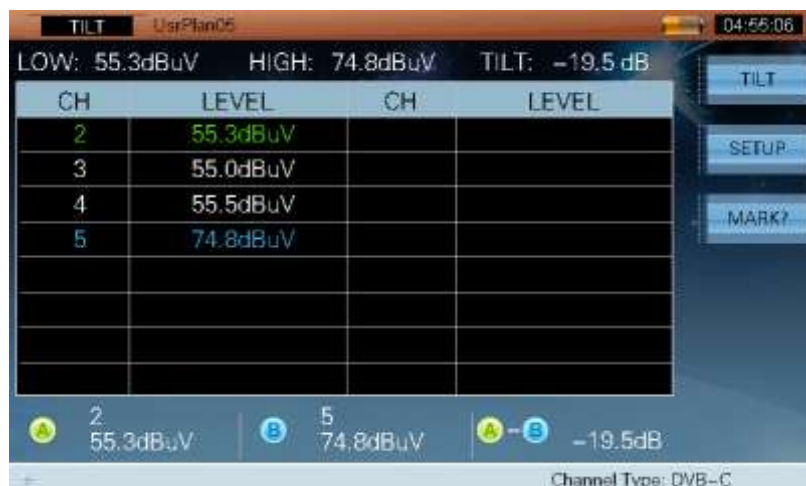 TILT UsrPlan05 04:55:06
LOW: 55.3dBuV HIGH: 74.8dBuV TILT: -19.5 dB
TILT
CH LEVEL CH LEVEL
2 55.3dBuV
SETUP
3 55.0dBuV
4 55.5dBuV
MARK?
5 74.8dBuV
A 2 55.3dBuV B 5 74.8dBuV A-B -19.5dB
Channel Type: DVB-C